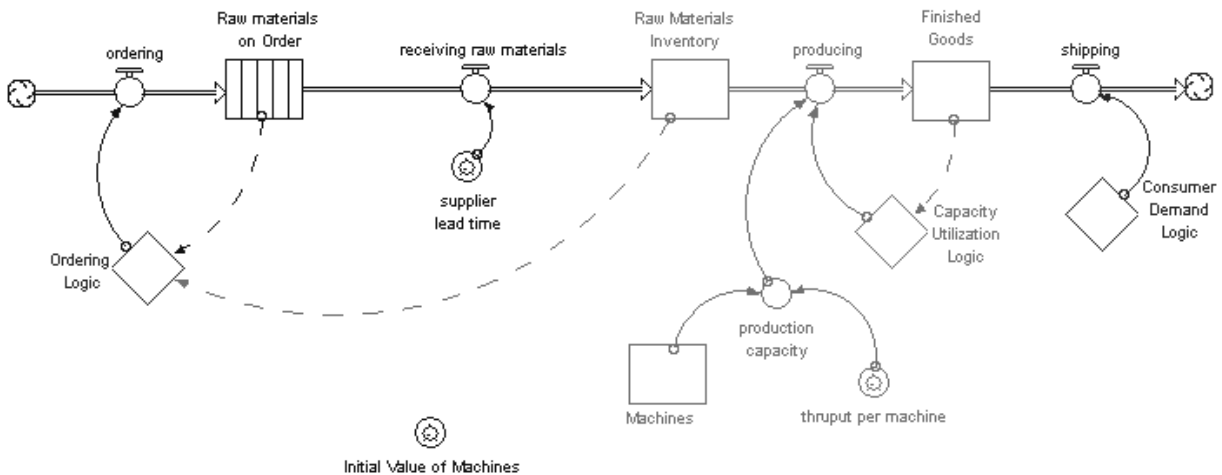 Raw materials
on Order
Raw Materials
Inventory
Finished
Goods
ordering
receiving raw materials
producing
shipping
supplier
lead time
Consumer
Demand
Logic
Capacity
Utilization
Logic
Ordering
Logic
production
capacity
Machines
thruput per machine
Initial Value of Machines